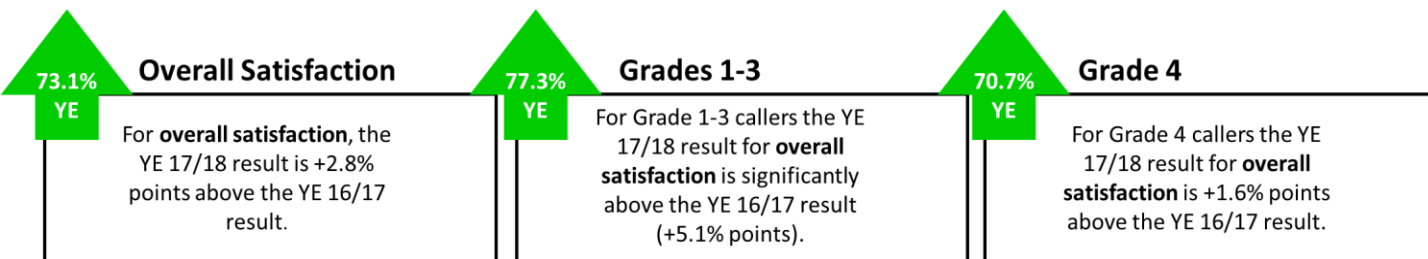 73.1%
YE
Overall Satisfaction
For overall satisfaction, the
YE 17/18 result is +2.8%
points above the YE 16/17
result.
77.3%
YE
Grades 1-3
For Grade 1-3 callers the YE
17/18 result for overall
satisfaction is significantly
above the YE 16/17 result
(+5.1% points).
70.7%
YE
Grade 4
For Grade 4 callers the YE
17/18 result for overall
satisfaction is +1.6% points
above the YE 16/17 result.